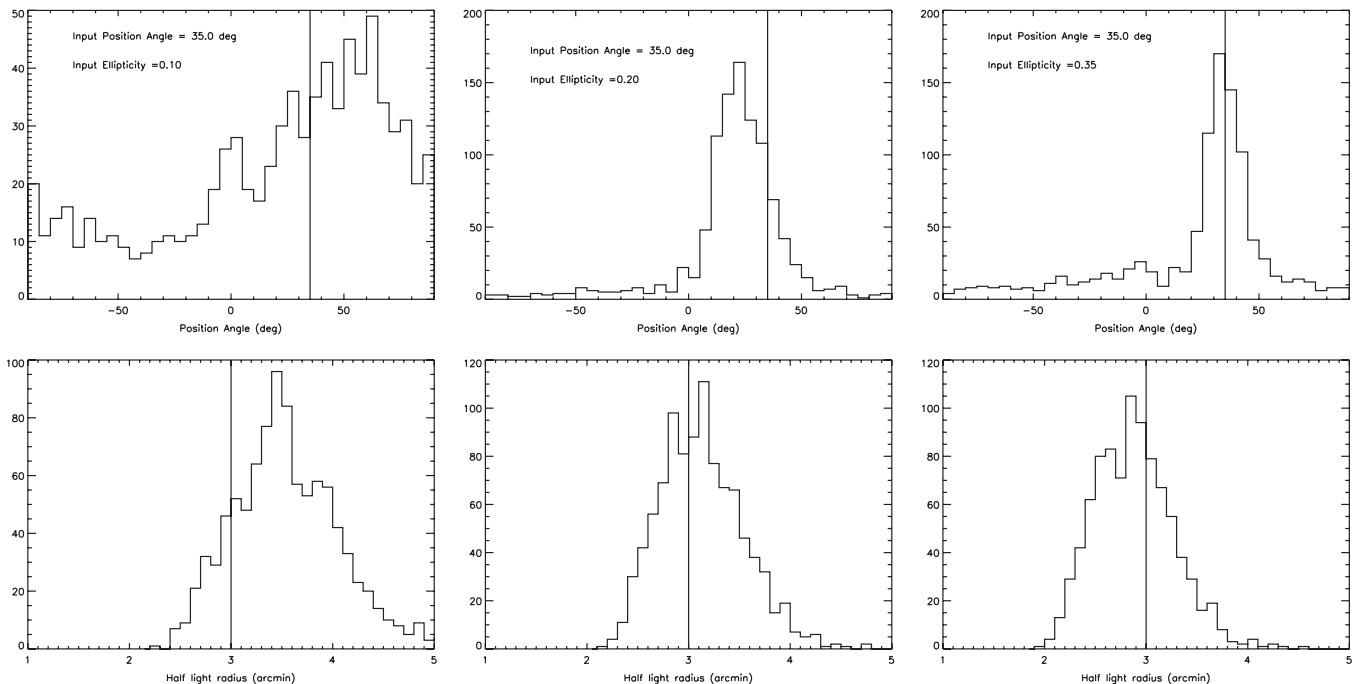 50
40
30
20
10
0
Input Position Angle = 35.0 deg
Input Ellipticity =0.10
−50 0 50
Position Angle (deg)
200
150
100
50
0
Input Position Angle = 35.0 deg
Input Ellipticity =0.20
−50 0 50
Position Angle (deg)
200
150
100
50
0
Input Position Angle = 35.0 deg
Input Ellipticity =0.35
−50 0 50
Position Angle (deg)
100
80
60
40
20
0
1 2 3 4 5
Half light radius (arcmin)
120
100
80
60
40
20
0
1 2 3 4 5
Half light radius (arcmin)
120
100
80
60
40
20
0
1 2 3 4 5
Half light radius (arcmin)